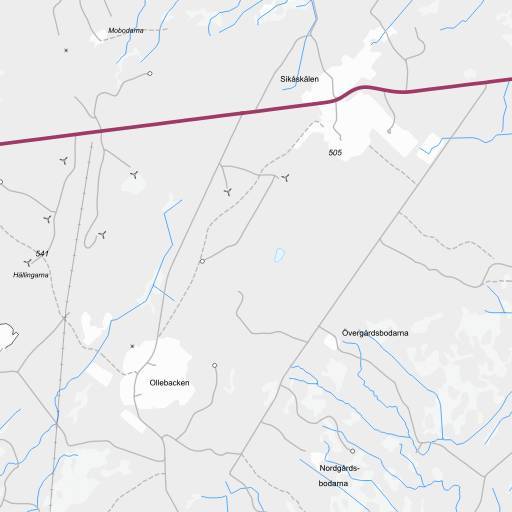 Mobodarna
Sikåskälen
505
541
Hällingarna
Övergårdsbodarna
Ollebacken
Nordgårds-
bodarna